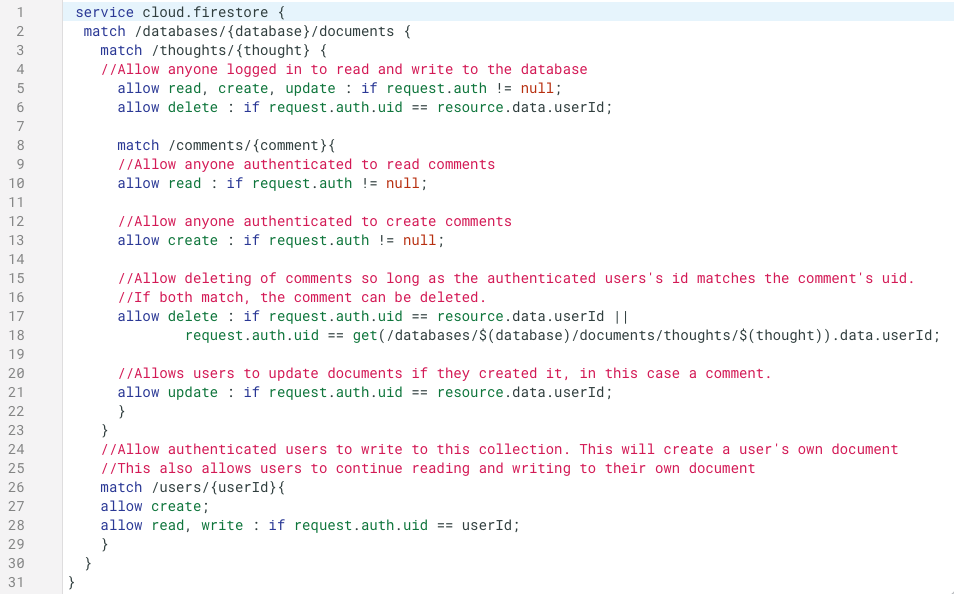 1 service cloud.firestore {
2 match /databases/{database}/documents {
3 match /thoughts/{thought} {
4 //Allow anyone logged in to read and write to the database
5 allow read, create, update : if request.auth != null;
6 allow delete : if request.auth.uid == resource.data.userId;
7
8 match /comments/{comment}{
9 //Allow anyone authenticated to read comments
10 allow read : if request.auth != null;
11
12 //Allow anyone authenticated to create comments
13 allow create : if request.auth != null;
14
15 //Allow deleting of comments so long as the authenticated users's id matches the comment's uid.
16 //If both match, the comment can be deleted.
17 allow delete : if request.auth.uid == resource.data.userId ||
18 request.auth.uid == get(/databases/$(database)/documents/thoughts/$(thought)).data.userId;
19
20 //Allows users to update documents if they created it, in this case a comment.
21 allow update : if request.auth.uid == resource.data.userId;
22 }
23 }
24 //Allow authenticated users to write to this collection. This will create a user's own document
25 //This also allows users to continue reading and writing to their own document
26 match /users/{userId}{
27 allow create;
28 allow read, write : if request.auth.uid == userId;
29 }
30 }
31 }